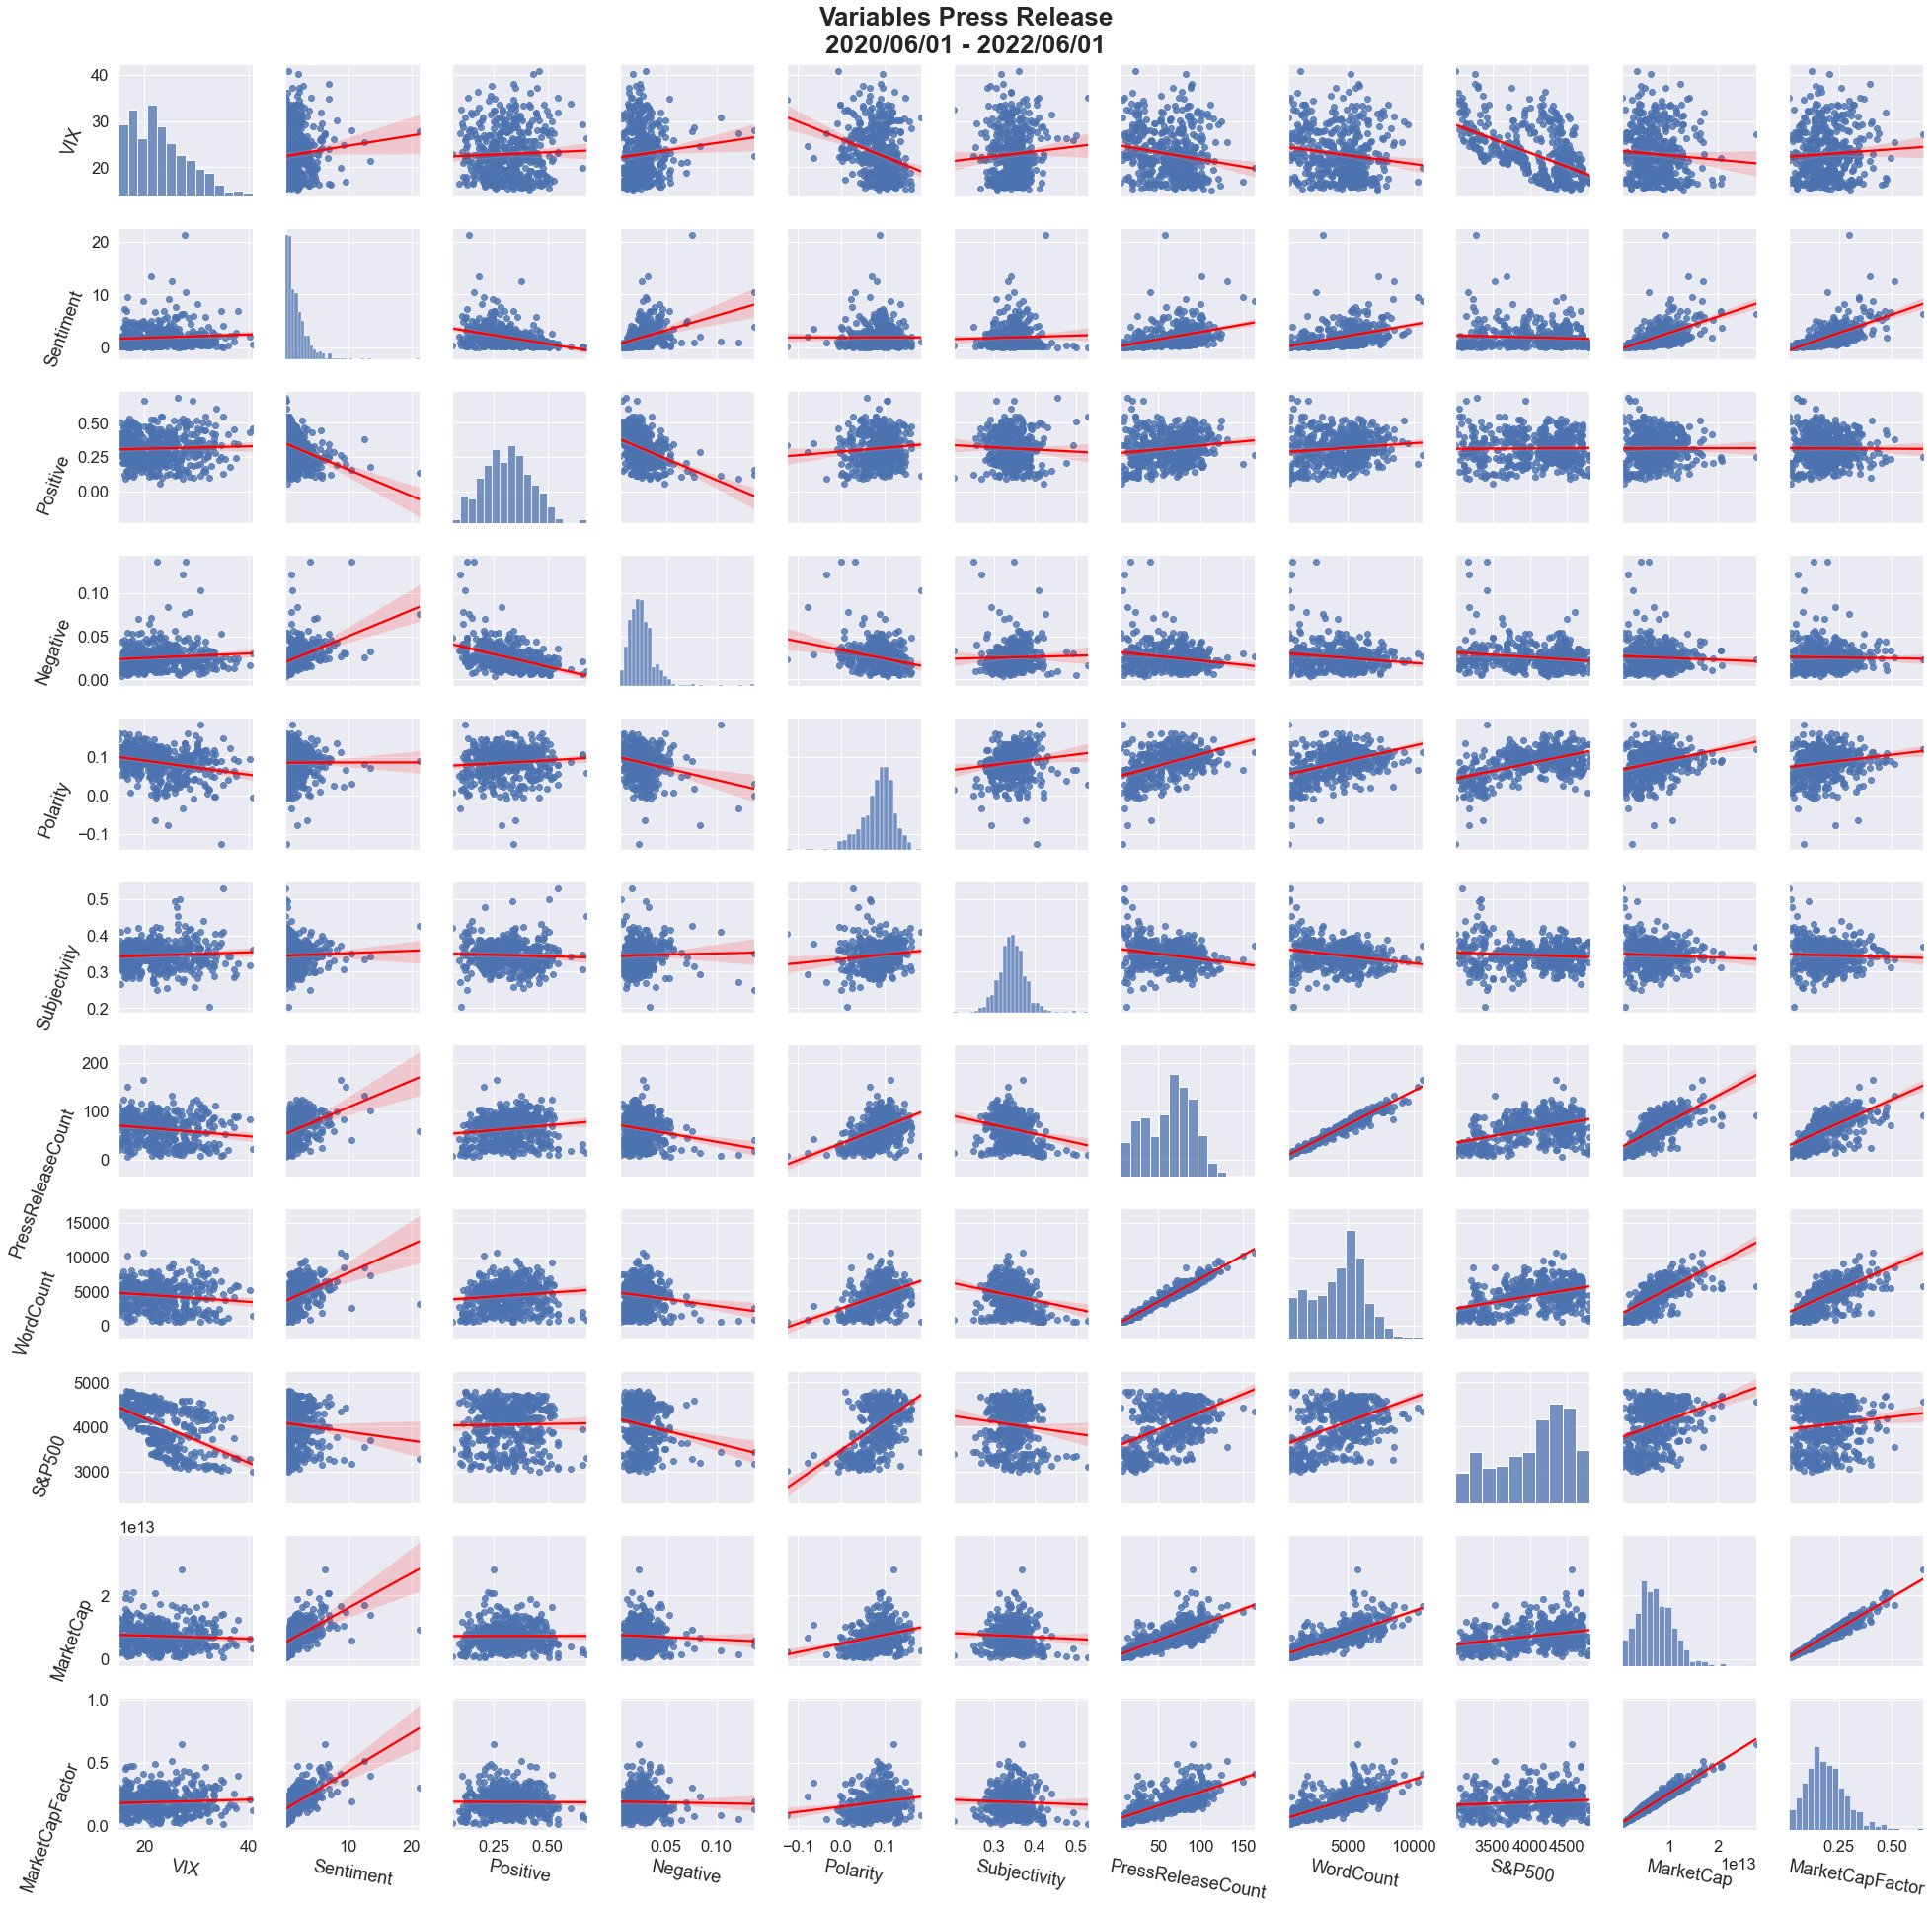 Variables Press Release
2020/06/01 - 2022/06/01
40
30
20
VIX
20
10
0
Sentiment
0.50
0.25
0.00
Positive
0.10
0.05
0.00
Negative
0.1
0.0
−0.1
Polarity
0.5
0.4
0.3
0.2
Subjectivity
200
100
0
PressReleaseCount
15000
10000
5000
0
WordCount
5000
4000
3000
S&P500
1e13
2
0
MarketCap
1.0
0.5
0.0
MarketCapFactor
20 40 10 20 0.25 0.50 0.05 0.10 −0.1 0.0 0.1 0.3 0.4 0.5 50 100 150 5000 10000 3500 4000 4500 1 2 0.25 0.50
1e13
VIX Sentiment Positive Negative Polarity Subjectivity PressReleaseCount WordCount S&P500 MarketCap MarketCapFactor